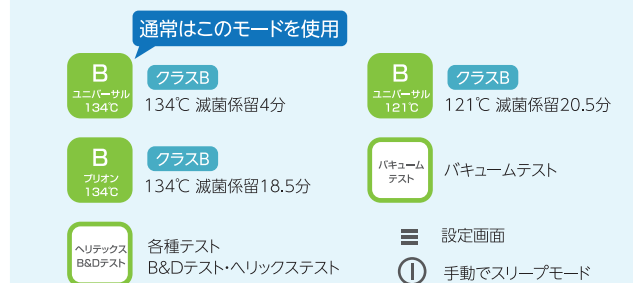 通常はこのモードを使用
B
ユニバーサル
134℃
クラスB
134℃ 滅菌係留4分
B
ユニバーサル
121℃
クラスB
121℃ 滅菌係留20.5分
B
プリオン
134℃
クラスB
134℃ 滅菌係留18.5分
バキューム
テスト
バキュームテスト
ヘリテックス
B&Dテスト
各種テスト
B&Dテスト・ヘリックステスト
設定画面
手動でスリープモード